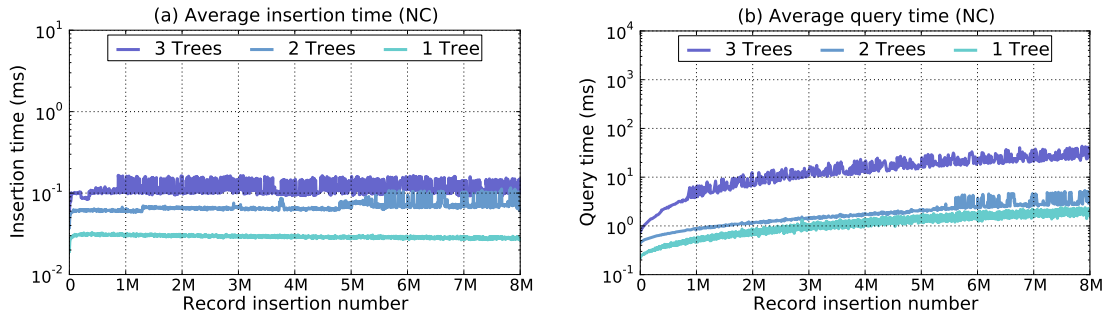 (a) Average insertion time (NC)
3 Trees 2 Trees 1 Tree
Insertion time (ms)
10^1
10^0
10^-1
10^-2
0 1M 2M 3M 4M 5M 6M 7M 8M
Record insertion number
(b) Average query time (NC)
3 Trees 2 Trees 1 Tree
Query time (ms)
10^4
10^3
10^2
10^1
10^0
10^-1
0 1M 2M 3M 4M 5M 6M 7M 8M
Record insertion number